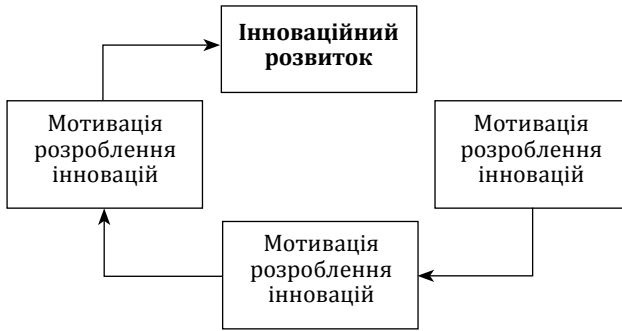 Інноваційний
розвиток
Мотивація
розроблення
інновацій
Мотивація
розроблення
інновацій
Мотивація
розроблення
інновацій